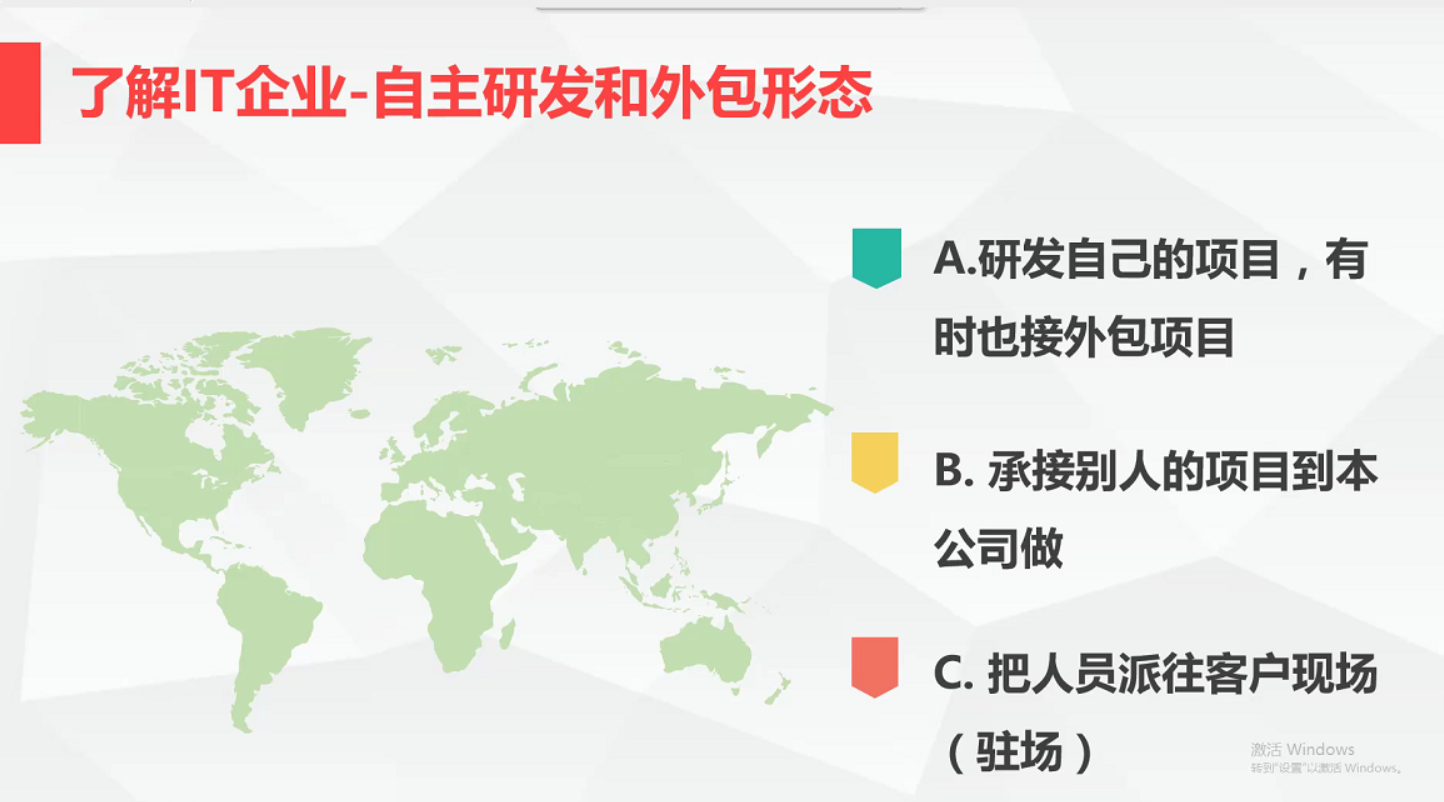 了解IT企业-自主研发和外包形态
A.研发自己的项目，有
时也接外包项目
B. 承接别人的项目到本
公司做
C. 把人员派往客户现场
（驻场）
激活 Windows
转到“设置”以激活 Windows。